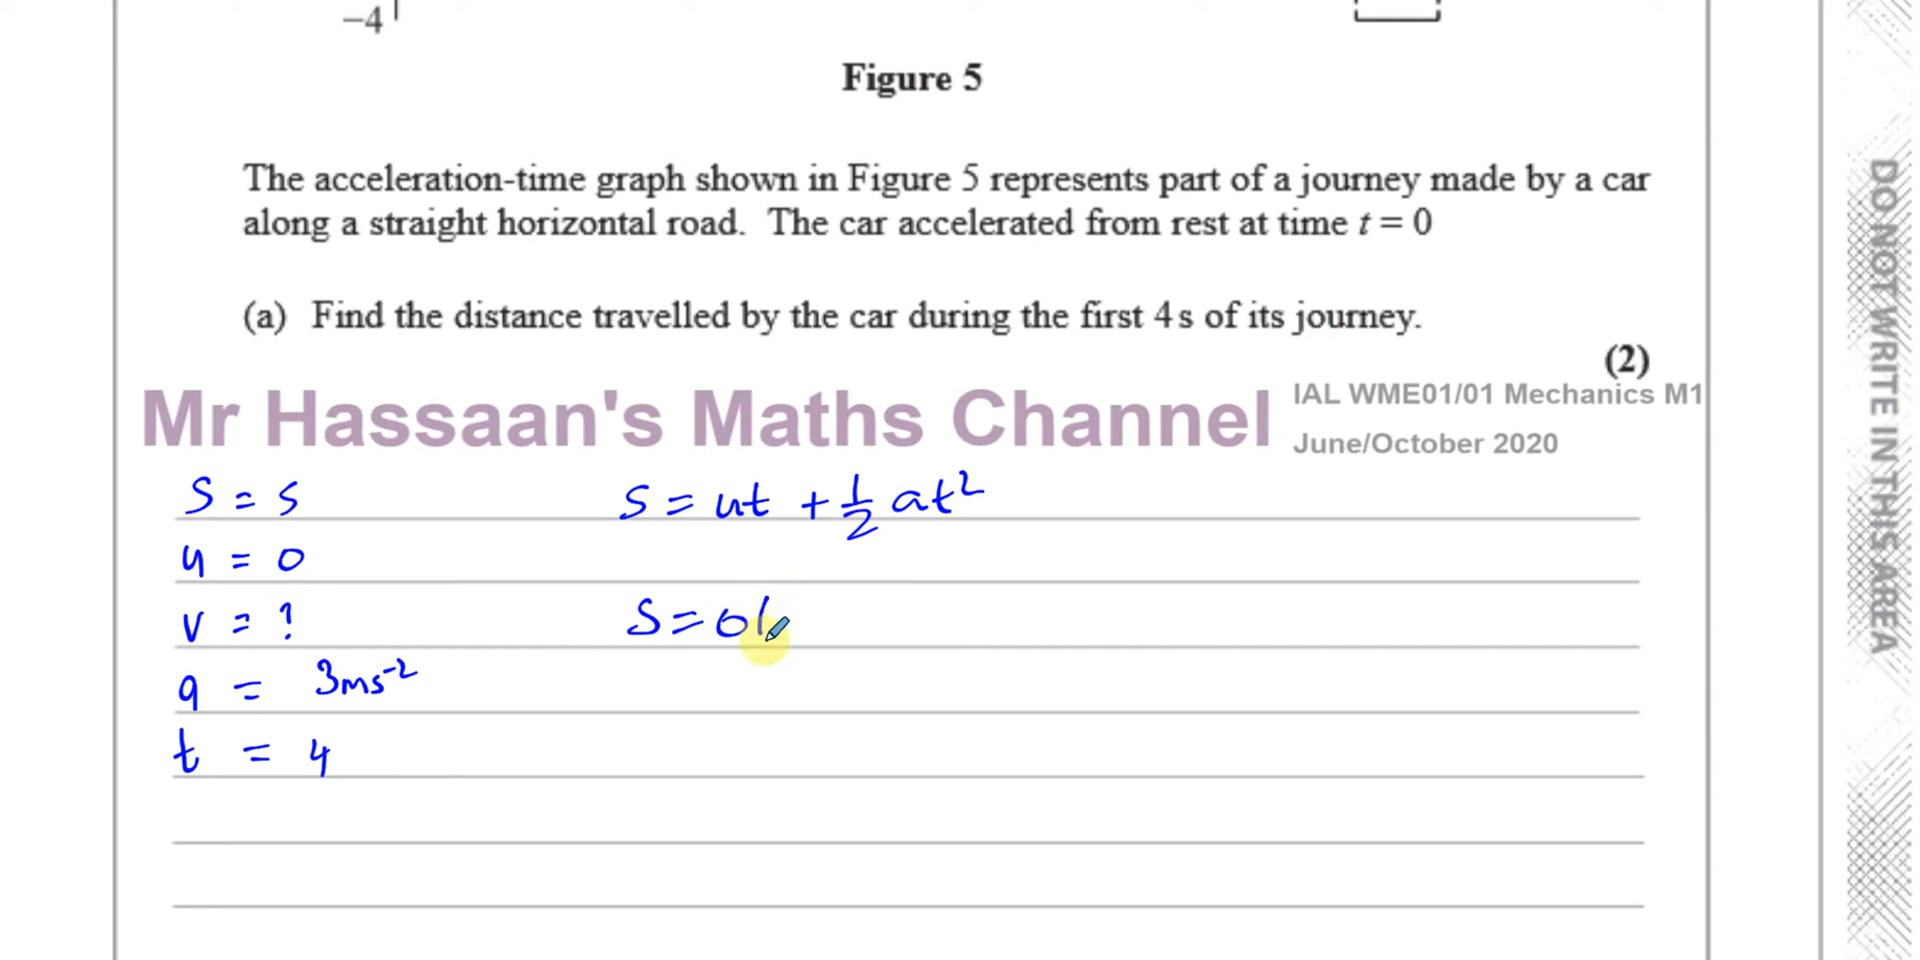 −4
Figure 5
The acceleration-time graph shown in Figure 5 represents part of a journey made by a car
along a straight horizontal road. The car accelerated from rest at time t = 0
(a) Find the distance travelled by the car during the first 4 s of its journey.
(2)
Mr Hassaan's Maths Channel
IAL WME01/01 Mechanics M1
June/October 2020
S = s
u = 0
v = ?
a = 3ms⁻²
t = 4
S = ut + ½ at²
S = 0(
DO NOT WRITE IN THIS AREA